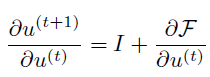 ∂u^(t+1)/∂u^(t) = I + ∂ℱ/∂u^(t)